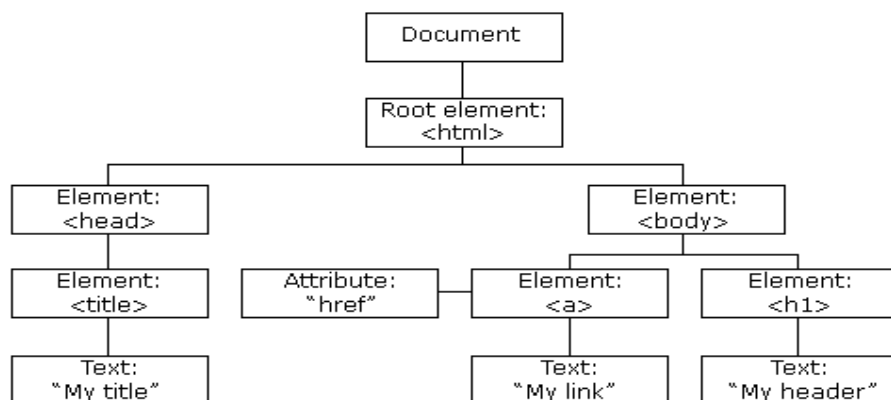 Document
Root element:
<html>
Element:
<head>
Element:
<body>
Element:
<title>
Attribute:
“href”
Element:
<a>
Element:
<h1>
Text:
“My title”
Text:
“My link”
Text:
“My header”